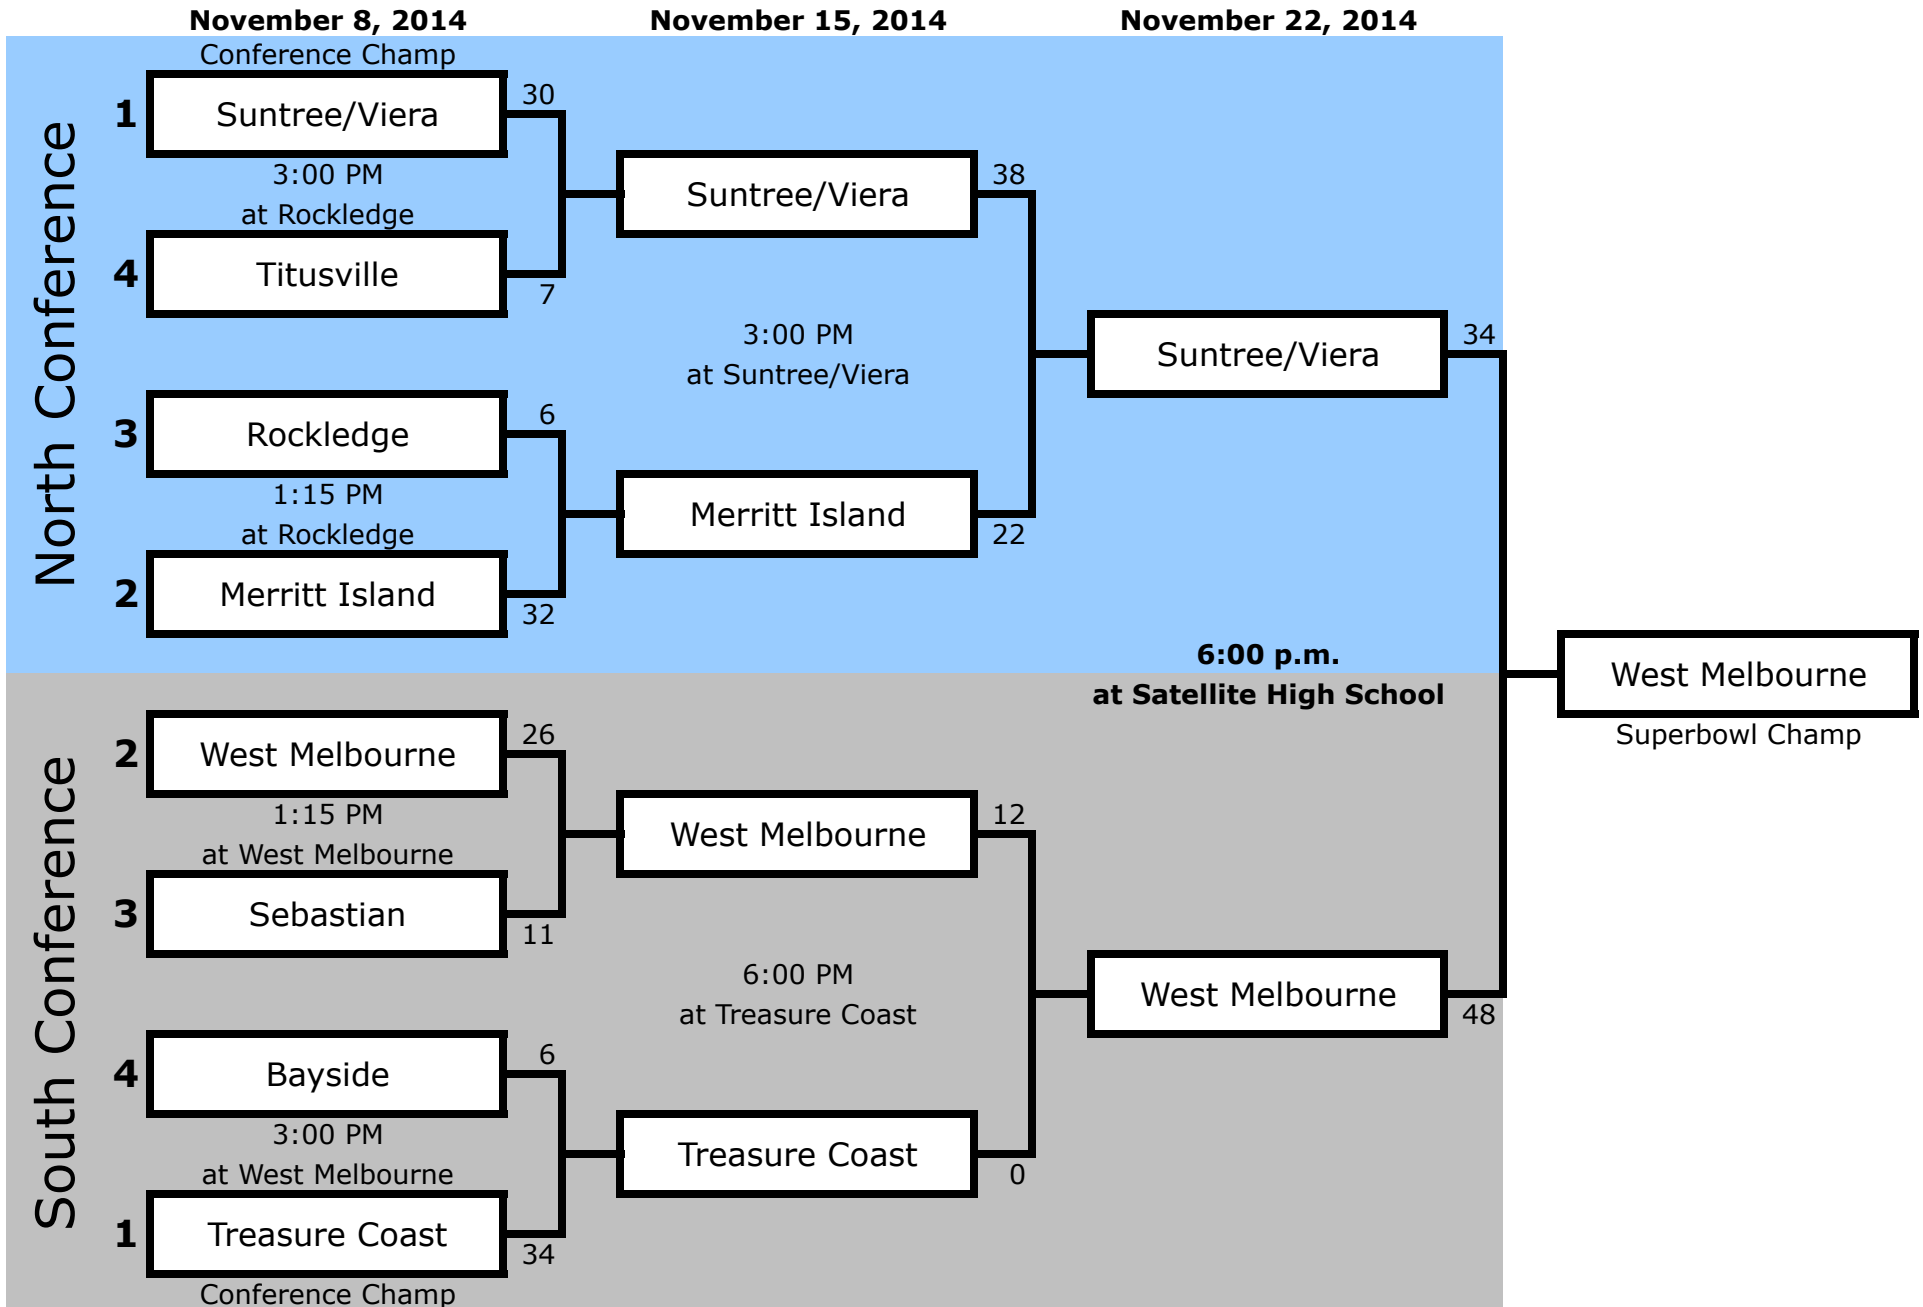 November 8, 2014
November 15, 2014
November 22, 2014
North Conference
Conference Champ
1
Suntree/Viera
30
3:00 PM
at Rockledge
4
Titusville
7
3
Rockledge
6
1:15 PM
at Rockledge
2
Merritt Island
32
Suntree/Viera
38
3:00 PM
at Suntree/Viera
Merritt Island
22
Suntree/Viera
34
6:00 p.m.
at Satellite High School
South Conference
2
West Melbourne
26
1:15 PM
at West Melbourne
3
Sebastian
11
4
Bayside
6
3:00 PM
at West Melbourne
1
Treasure Coast
34
Conference Champ
West Melbourne
12
6:00 PM
at Treasure Coast
Treasure Coast
0
West Melbourne
48
West Melbourne
Superbowl Champ